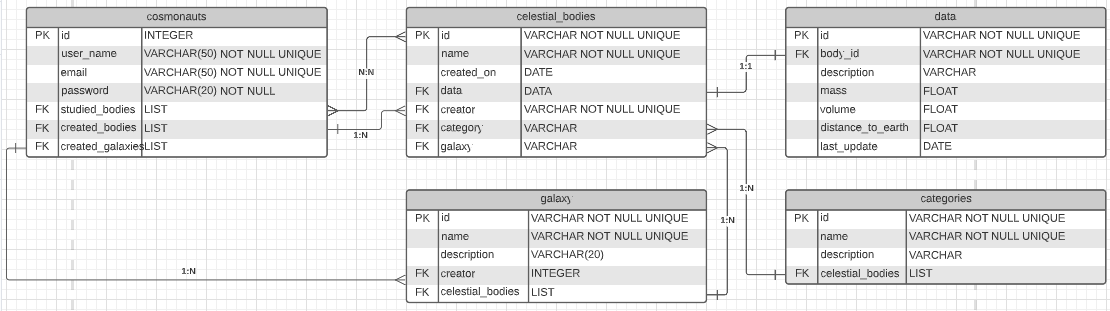 cosmonauts
PK id INTEGER
user_name VARCHAR(50) NOT NULL UNIQUE
email VARCHAR(50) NOT NULL UNIQUE
password VARCHAR(20) NOT NULL
FK studied_bodies LIST
FK created_bodies LIST
FK created_galaxies LIST
N:N
1:N
celestial_bodies
PK id VARCHAR NOT NULL UNIQUE
name VARCHAR NOT NULL UNIQUE
created_on DATE
FK data DATA
FK creator VARCHAR NOT NULL UNIQUE
FK category VARCHAR
FK galaxy VARCHAR
1:1
data
PK id VARCHAR NOT NULL UNIQUE
FK body_id VARCHAR NOT NULL UNIQUE
description VARCHAR
mass FLOAT
volume FLOAT
distance_to_earth FLOAT
last_update DATE
1:N
galaxy
PK id VARCHAR NOT NULL UNIQUE
name VARCHAR NOT NULL UNIQUE
description VARCHAR(20)
FK creator INTEGER
FK celestial_bodies LIST
1:N
1:N
categories
PK id VARCHAR NOT NULL UNIQUE
name VARCHAR NOT NULL UNIQUE
description VARCHAR
FK celestial_bodies LIST